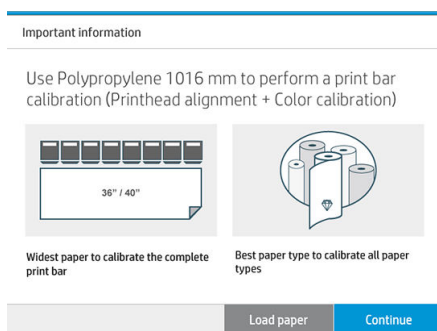 Important information
Use Polypropylene 1016 mm to perform a print bar
calibration (Printhead alignment + Color calibration)
36" / 40"
Widest paper to calibrate the complete
print bar
Best paper type to calibrate all paper
types
Load paper
Continue